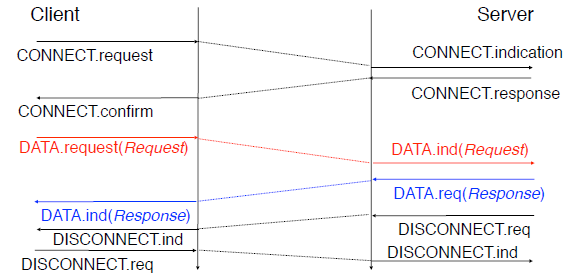 Client
Server
CONNECT.request
CONNECT.indication
CONNECT.response
CONNECT.confirm
DATA.request(Request)
DATA.ind(Request)
DATA.req(Response)
DATA.ind(Response)
DISCONNECT.req
DISCONNECT.ind
DISCONNECT.ind
DISCONNECT.req